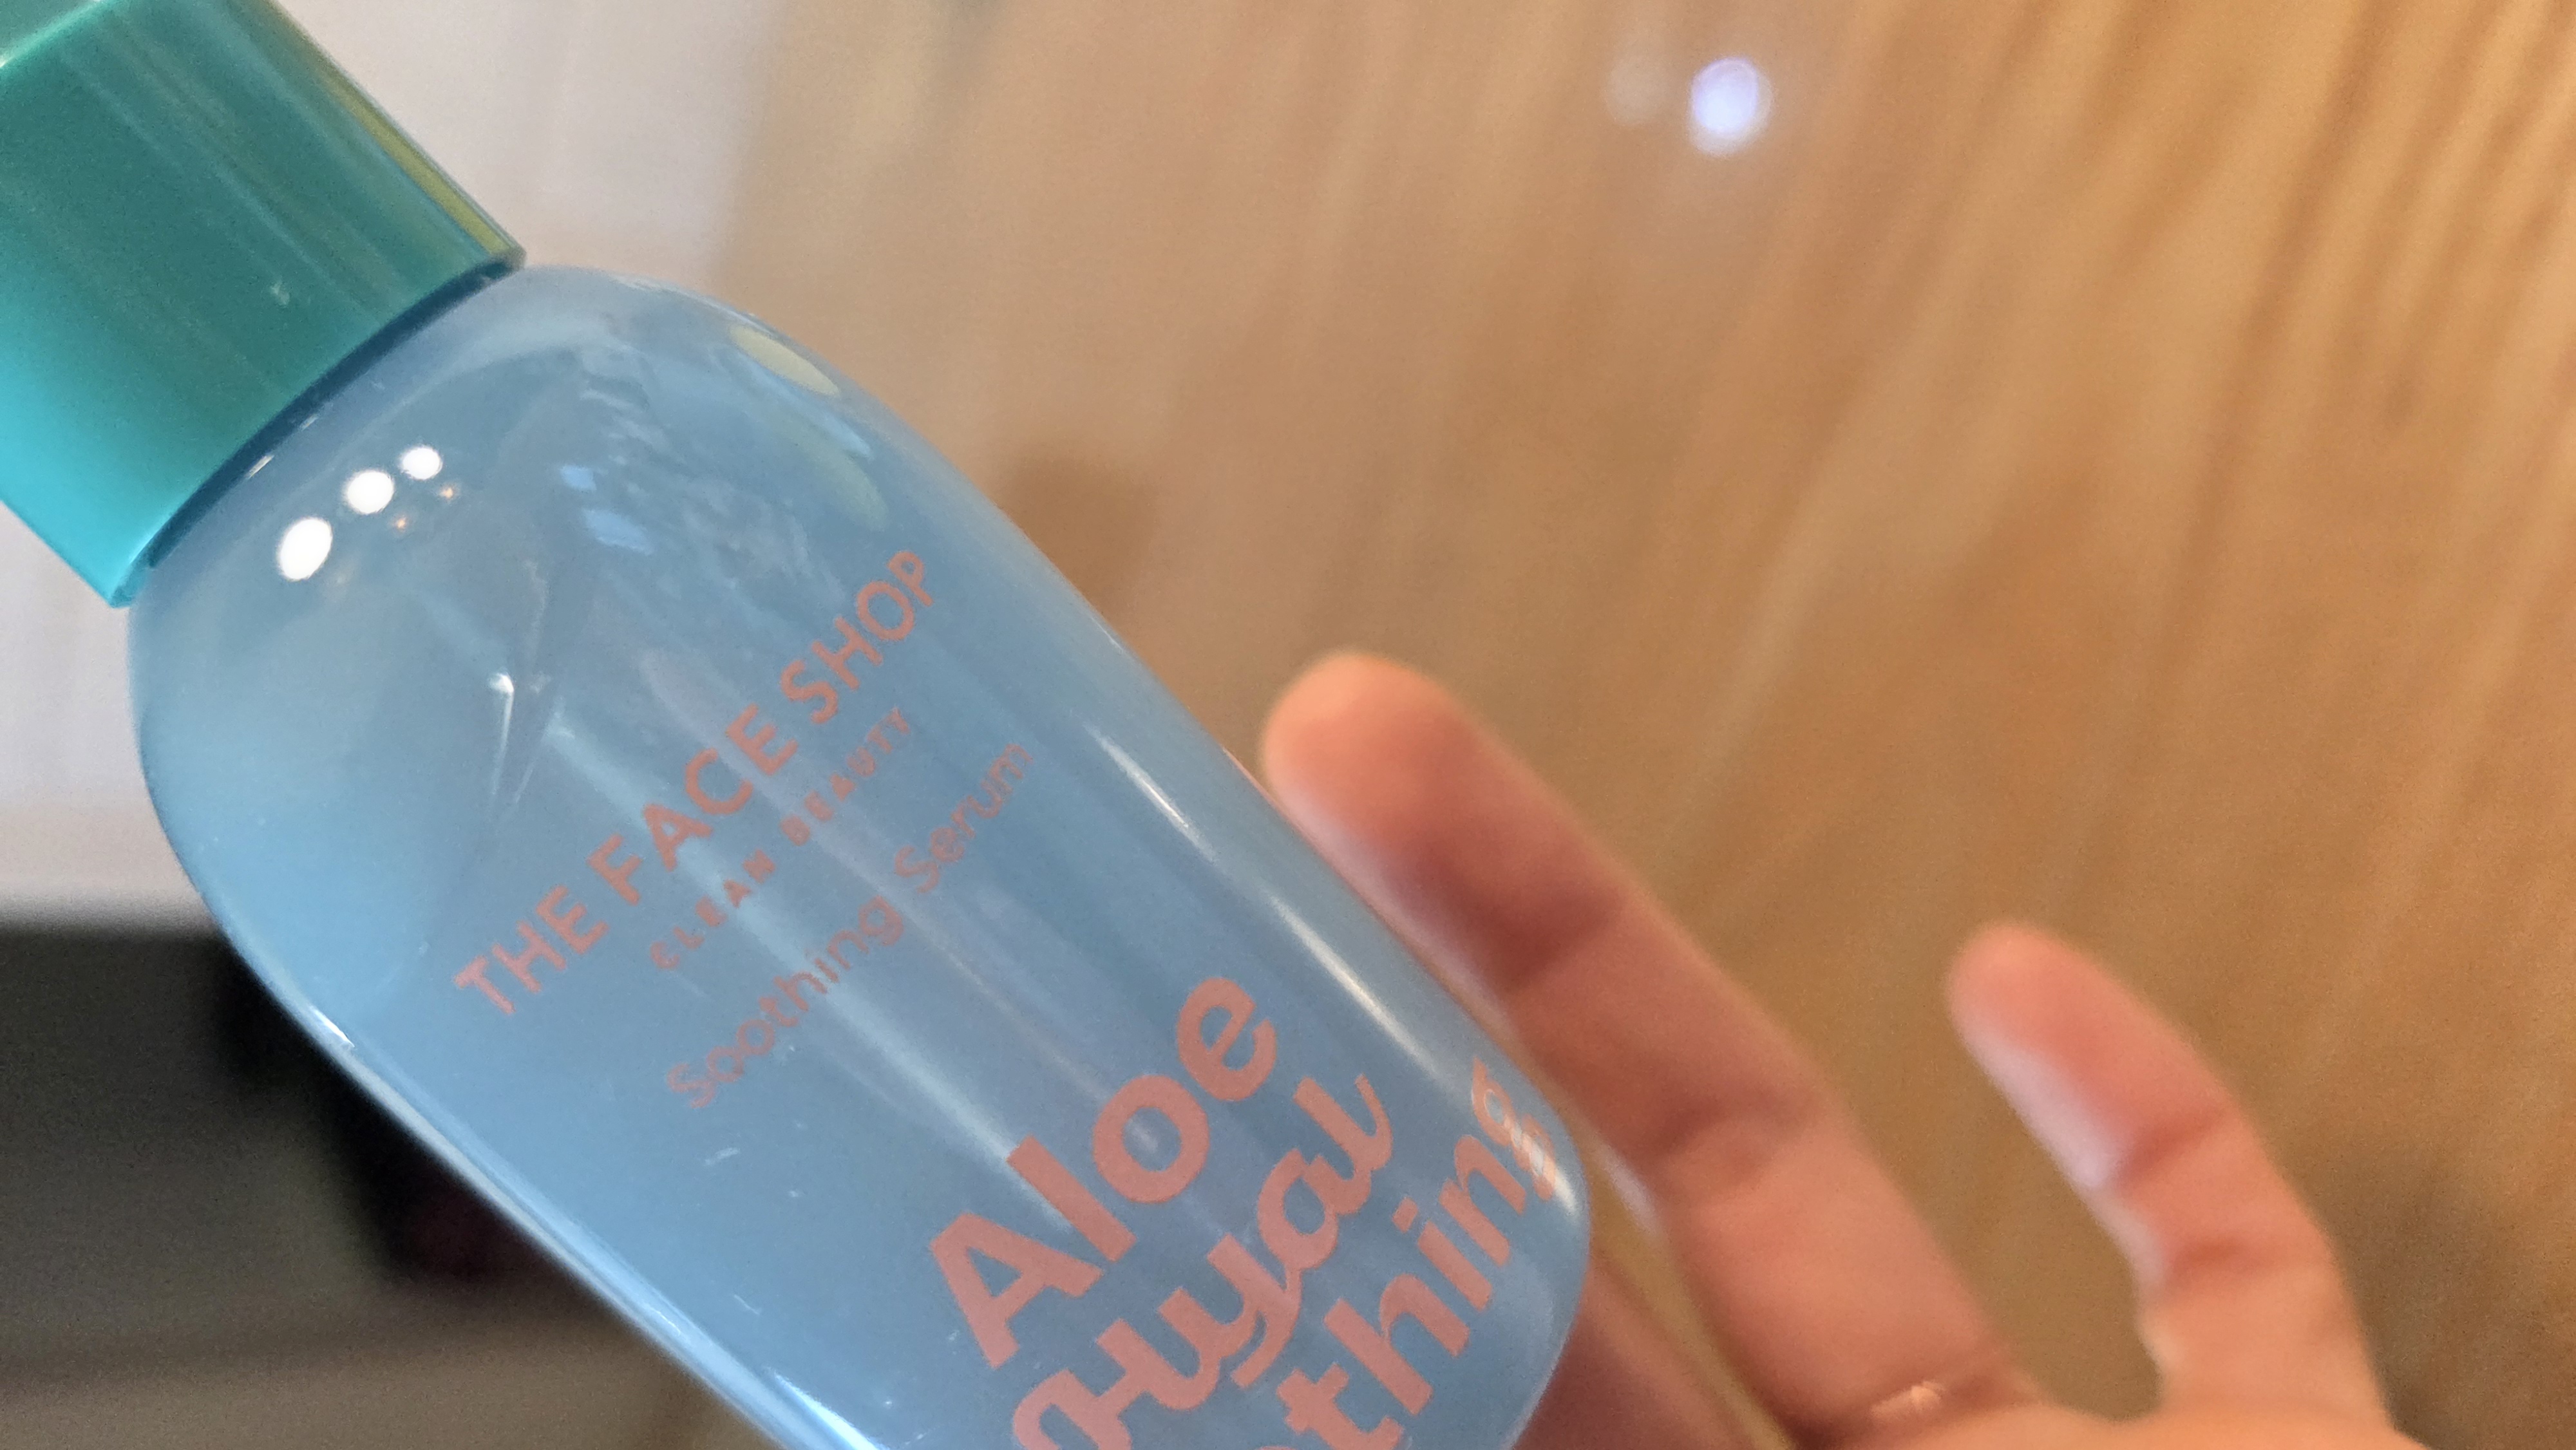 THE FACE SHOP
CLEAN BEAUTY
Soothing Serum
Aloe